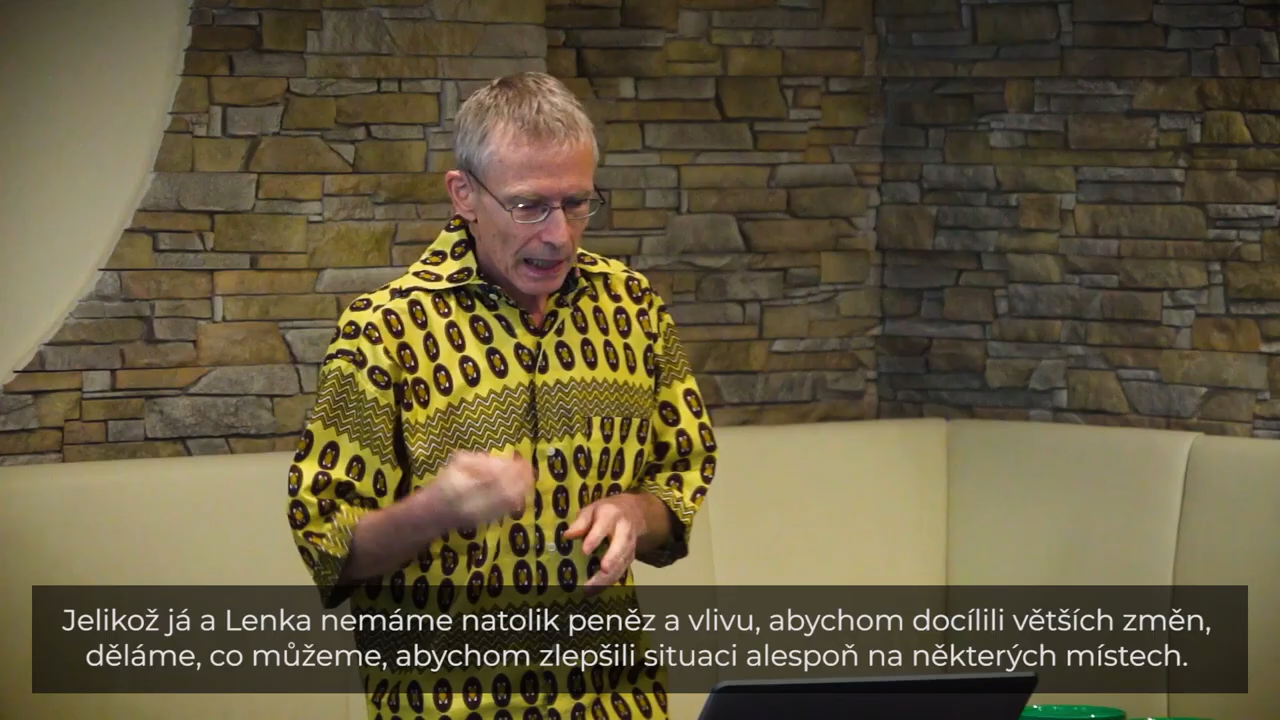 Jelikož já a Lenka nemáme natolik peněz a vlivu, abychom docílili větších změn,
děláme, co můžeme, abychom zlepšili situaci alespoň na některých místech.